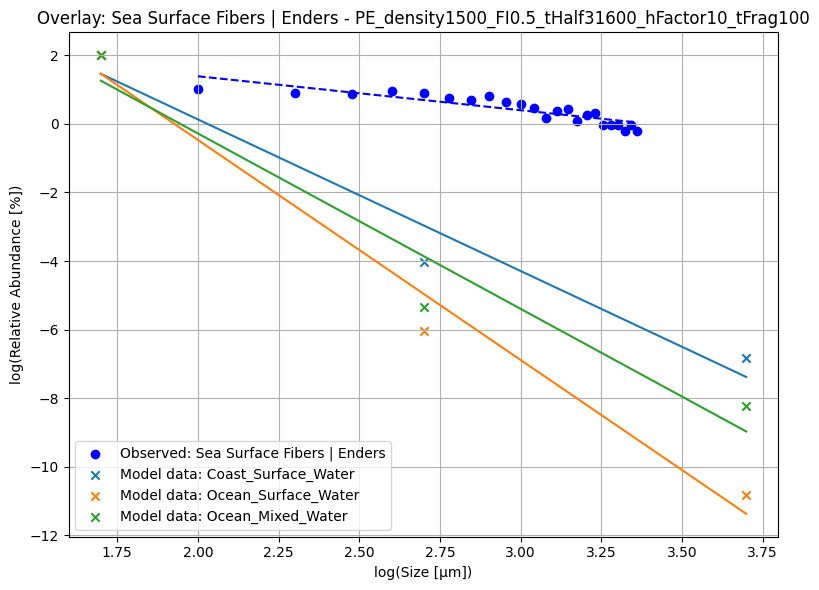 Overlay: Sea Surface Fibers | Enders - PE_density1500_FI0.5_tHalf31600_hFactor10_tFrag100
log(Relative Abundance [%])
2
0
−2
−4
−6
−8
−10
−12
Observed: Sea Surface Fibers | Enders
Model data: Coast_Surface_Water
Model data: Ocean_Surface_Water
Model data: Ocean_Mixed_Water
1.75 2.00 2.25 2.50 2.75 3.00 3.25 3.50 3.75
log(Size [µm])